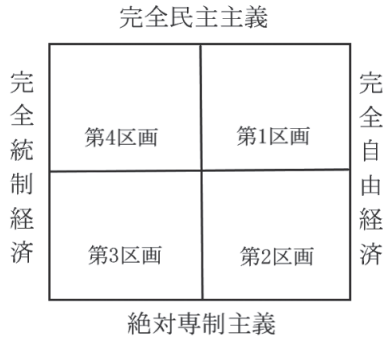 完全民主主義
完全統制経済
第4区画
第1区画
完全自由経済
第3区画
第2区画
絶対専制主義